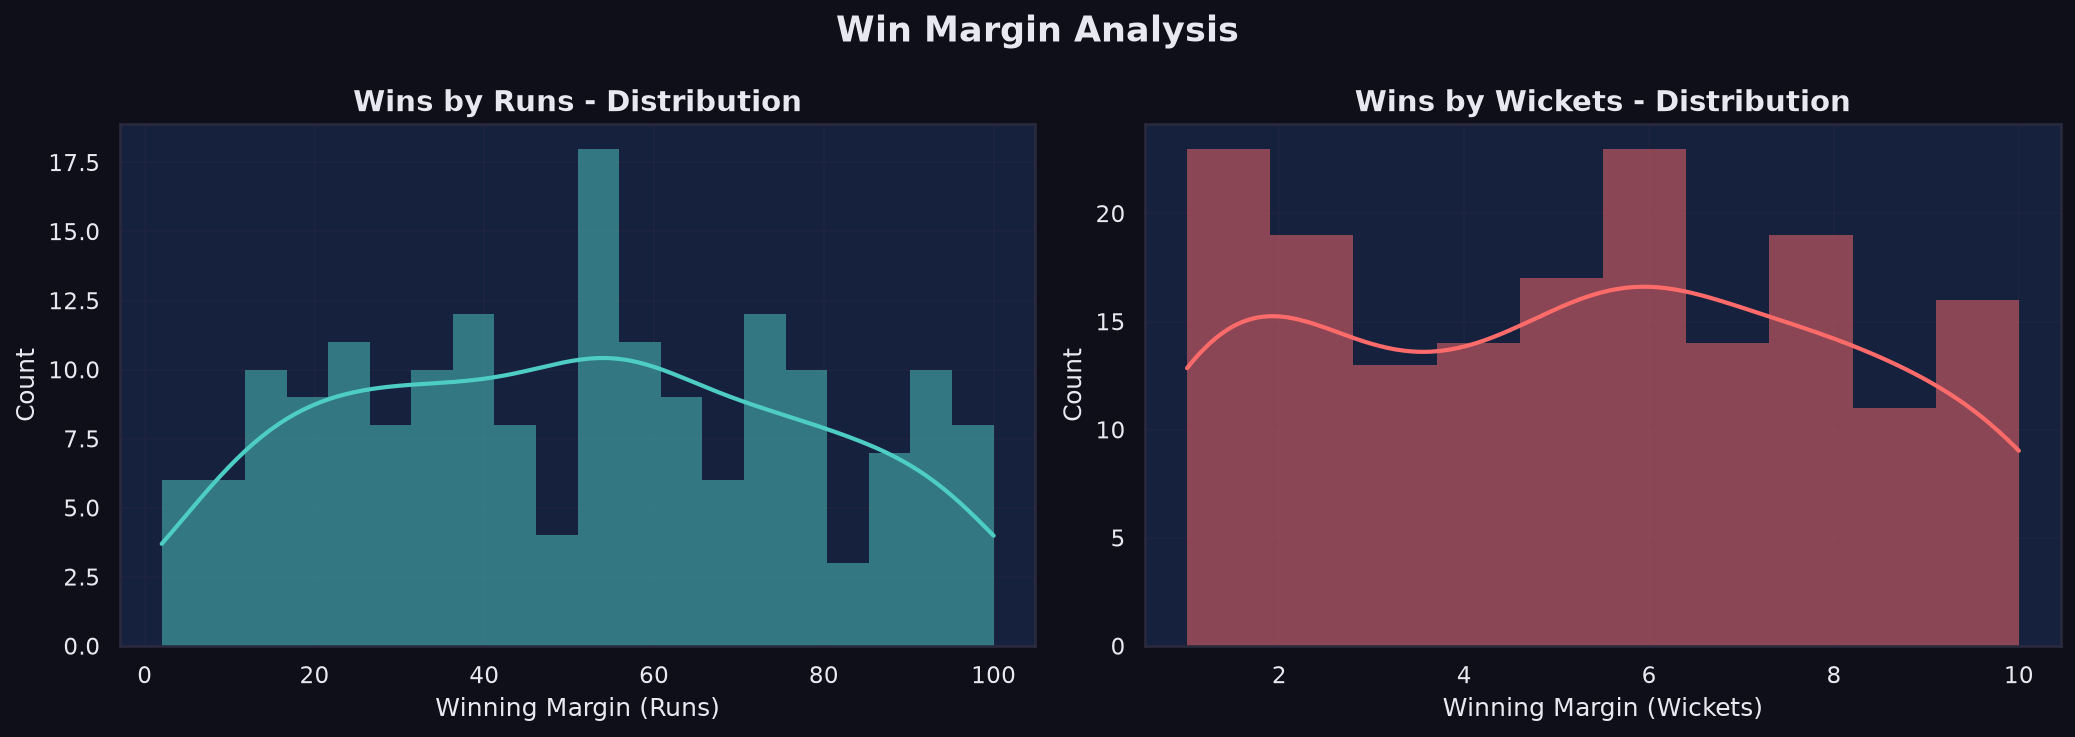 Win Margin Analysis
Wins by Runs - Distribution
Count
17.5
15.0
12.5
10.0
7.5
5.0
2.5
0.0
0 20 40 60 80 100
Winning Margin (Runs)
Wins by Wickets - Distribution
Count
20
15
10
5
0
2 4 6 8 10
Winning Margin (Wickets)